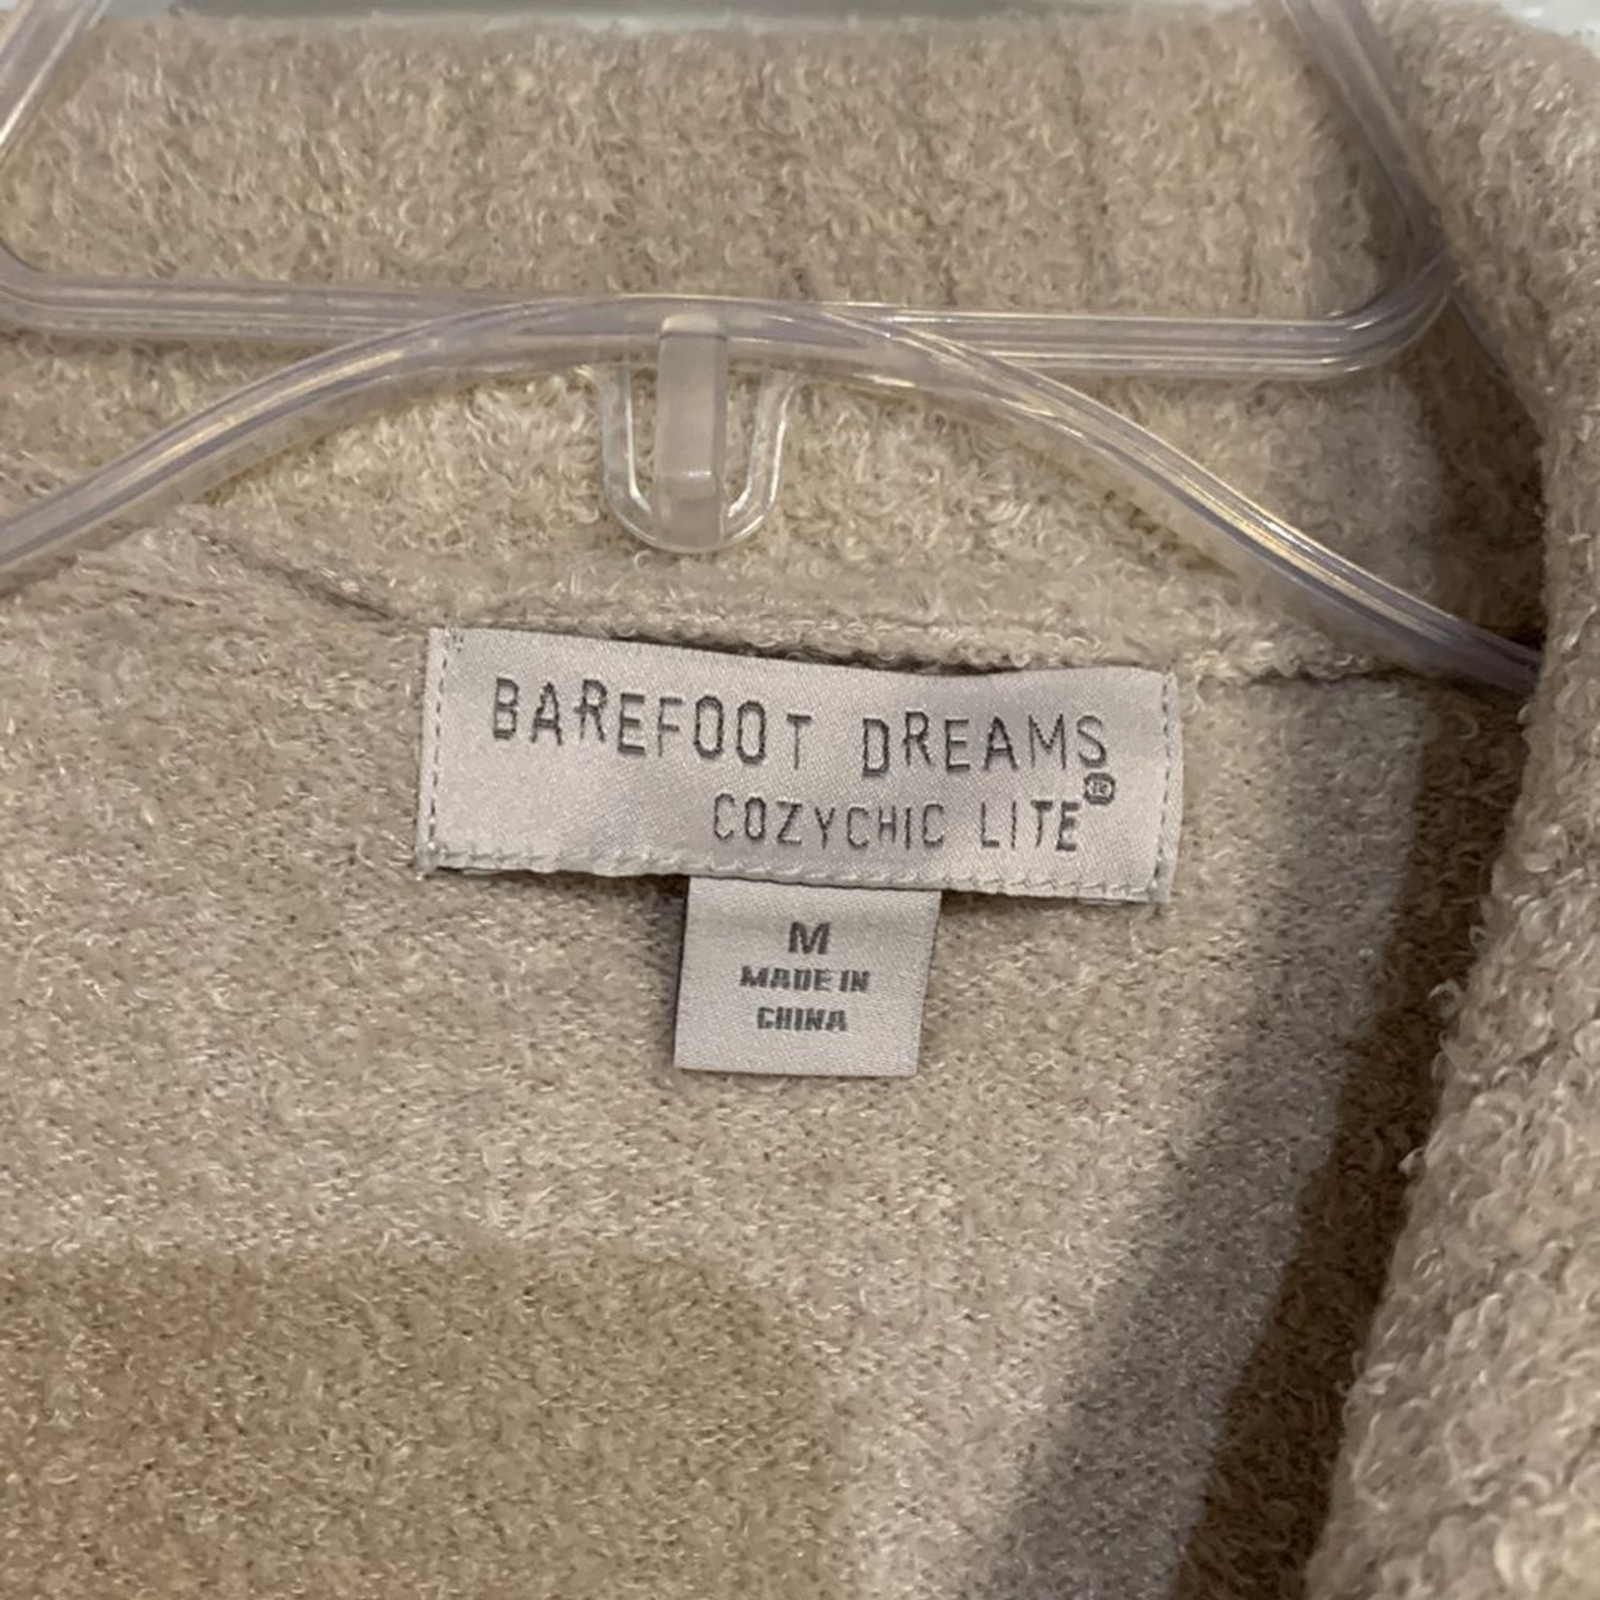 BAREFOOT DREAMS
COZYCHIC LITE®
M
MADE IN
CHINA